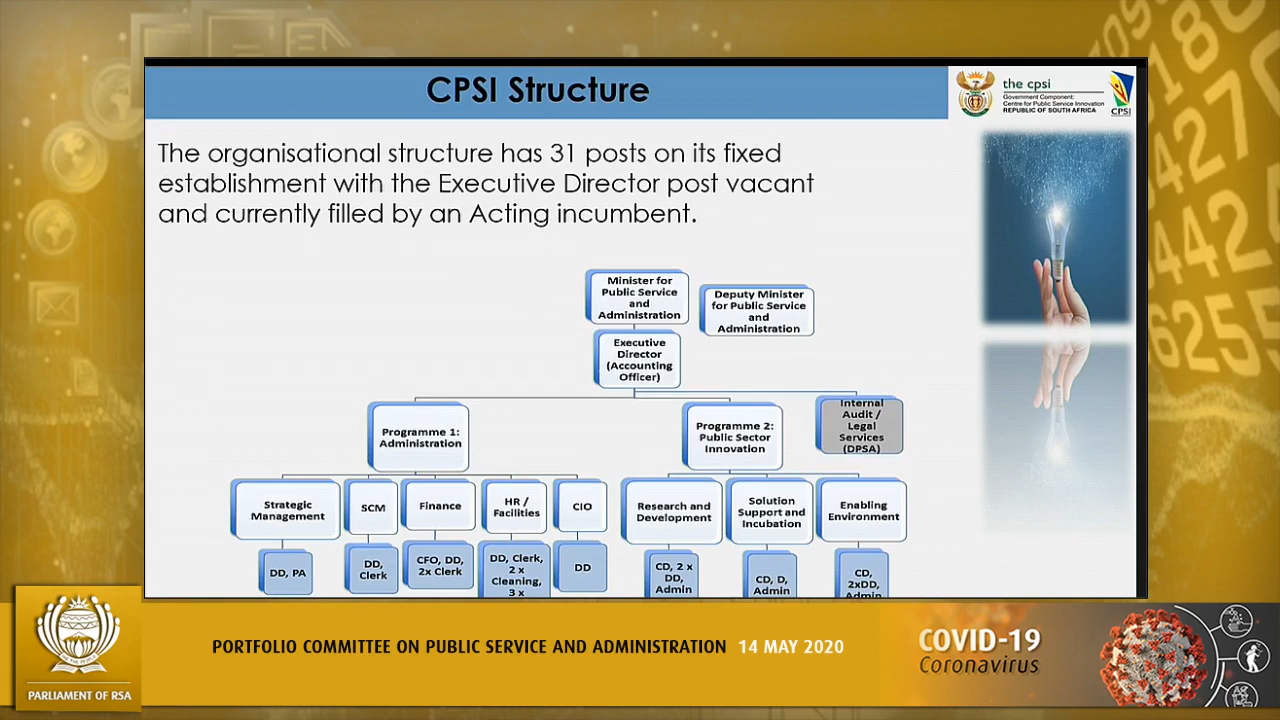 CPSI Structure
the cpsi
Government Component:
Centre for Public Service Innovation
REPUBLIC OF SOUTH AFRICA
CPSI
The organisational structure has 31 posts on its fixed
establishment with the Executive Director post vacant
and currently filled by an Acting incumbent.
Minister for
Public Service
and
Administration
Deputy Minister
for Public Service
and
Administration
Executive
Director
(Accounting
Officer)
Programme 1:
Administration
Programme 2:
Public Sector
Innovation
Internal
Audit /
Legal
Services
(DPSA)
Strategic
Management
SCM
Finance
HR /
Facilities
CIO
Research and
Development
Solution
Support and
Incubation
Enabling
Environment
DD, PA
DD,
Clerk
CFO, DD,
2x Clerk
DD, Clerk,
2 x
Cleaning,
3 x
DD
CD, 2 x
DD,
Admin
CD, D,
Admin
CD,
2xDD,
Admin
PORTFOLIO COMMITTEE ON PUBLIC SERVICE AND ADMINISTRATION 14 MAY 2020
COVID-19
Coronavirus
PARLIAMENT OF RSA